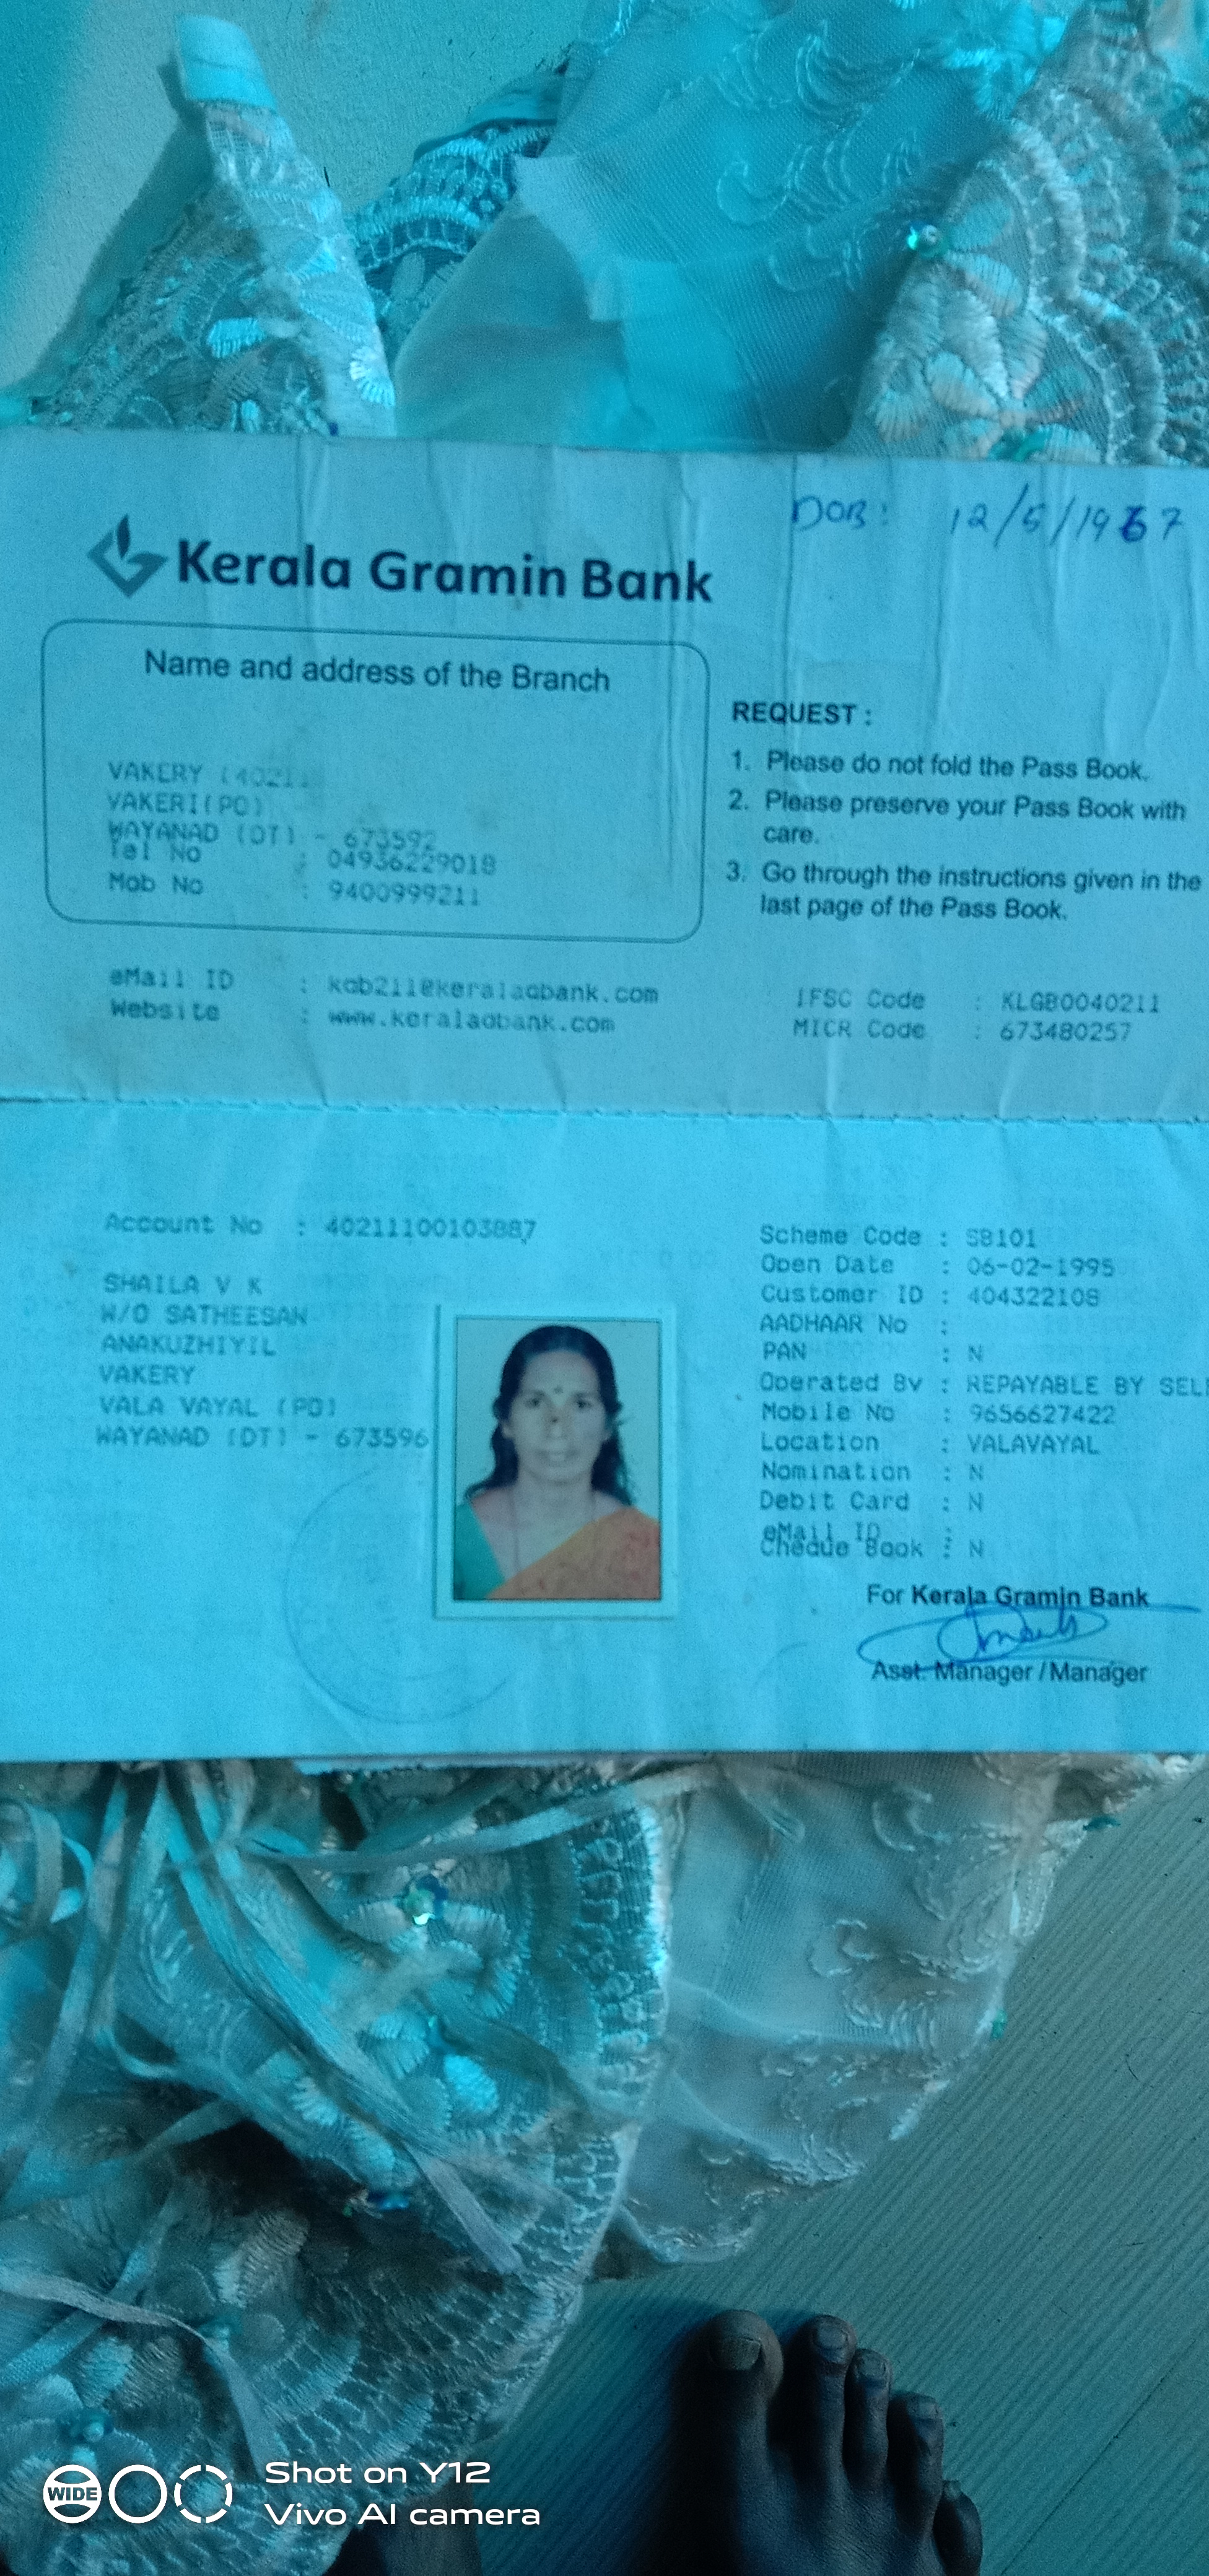 DOB: 12/5/1967
Kerala Gramin Bank
Name and address of the Branch
VAKERY (40211
VAKERI(PO)
WAYANAD (DT) - 673592
Tel No : 04936229018
Mob No : 9400999211
REQUEST :
1. Please do not fold the Pass Book.
2. Please preserve your Pass Book with
care.
3. Go through the instructions given in the
last page of the Pass Book.
eMail ID : kgb211@keralagbank.com
Website : www.keralagbank.com
IFSC Code : KLGB0040211
MICR Code : 673480257
Account No : 40211100103887
SHAILA V K
W/O SATHEESAN
ANAKUZHIYIL
VAKERY
VALA VAYAL (PO)
WAYANAD (DT) - 673596
Scheme Code : SB101
Open Date : 06-02-1995
Customer ID : 404322108
AADHAAR No :
PAN : N
Operated By : REPAYABLE BY SELF
Mobile No : 9656627422
Location : VALAVAYAL
Nomination : N
Debit Card : N
eMail ID :
Cheque Book : N
For Kerala Gramin Bank
Asst. Manager / Manager
WIDE
Shot on Y12
Vivo AI camera